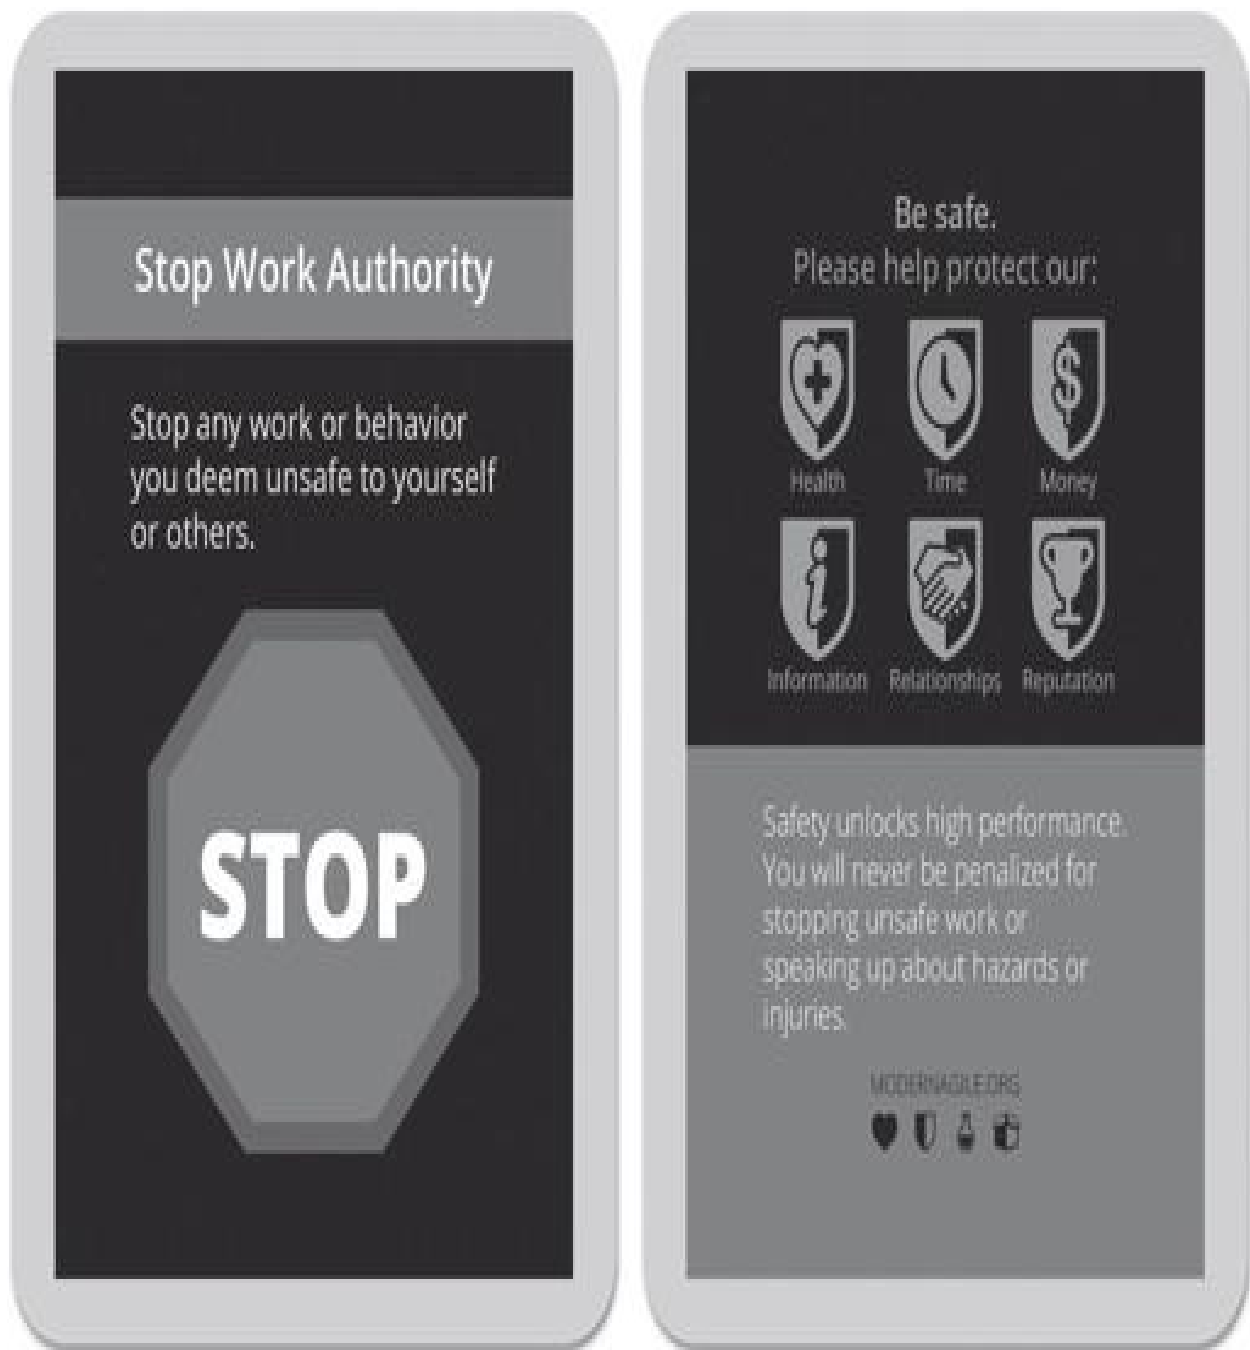 Stop Work Authority
Stop any work or behavior
you deem unsafe to yourself
or others.
STOP
Be safe.
Please help protect our:
Health Time Money
Information Relationships Reputation
Safety unlocks high performance.
You will never be penalized for
stopping unsafe work or
speaking up about hazards or
injuries.
MODERNAGILE.ORG